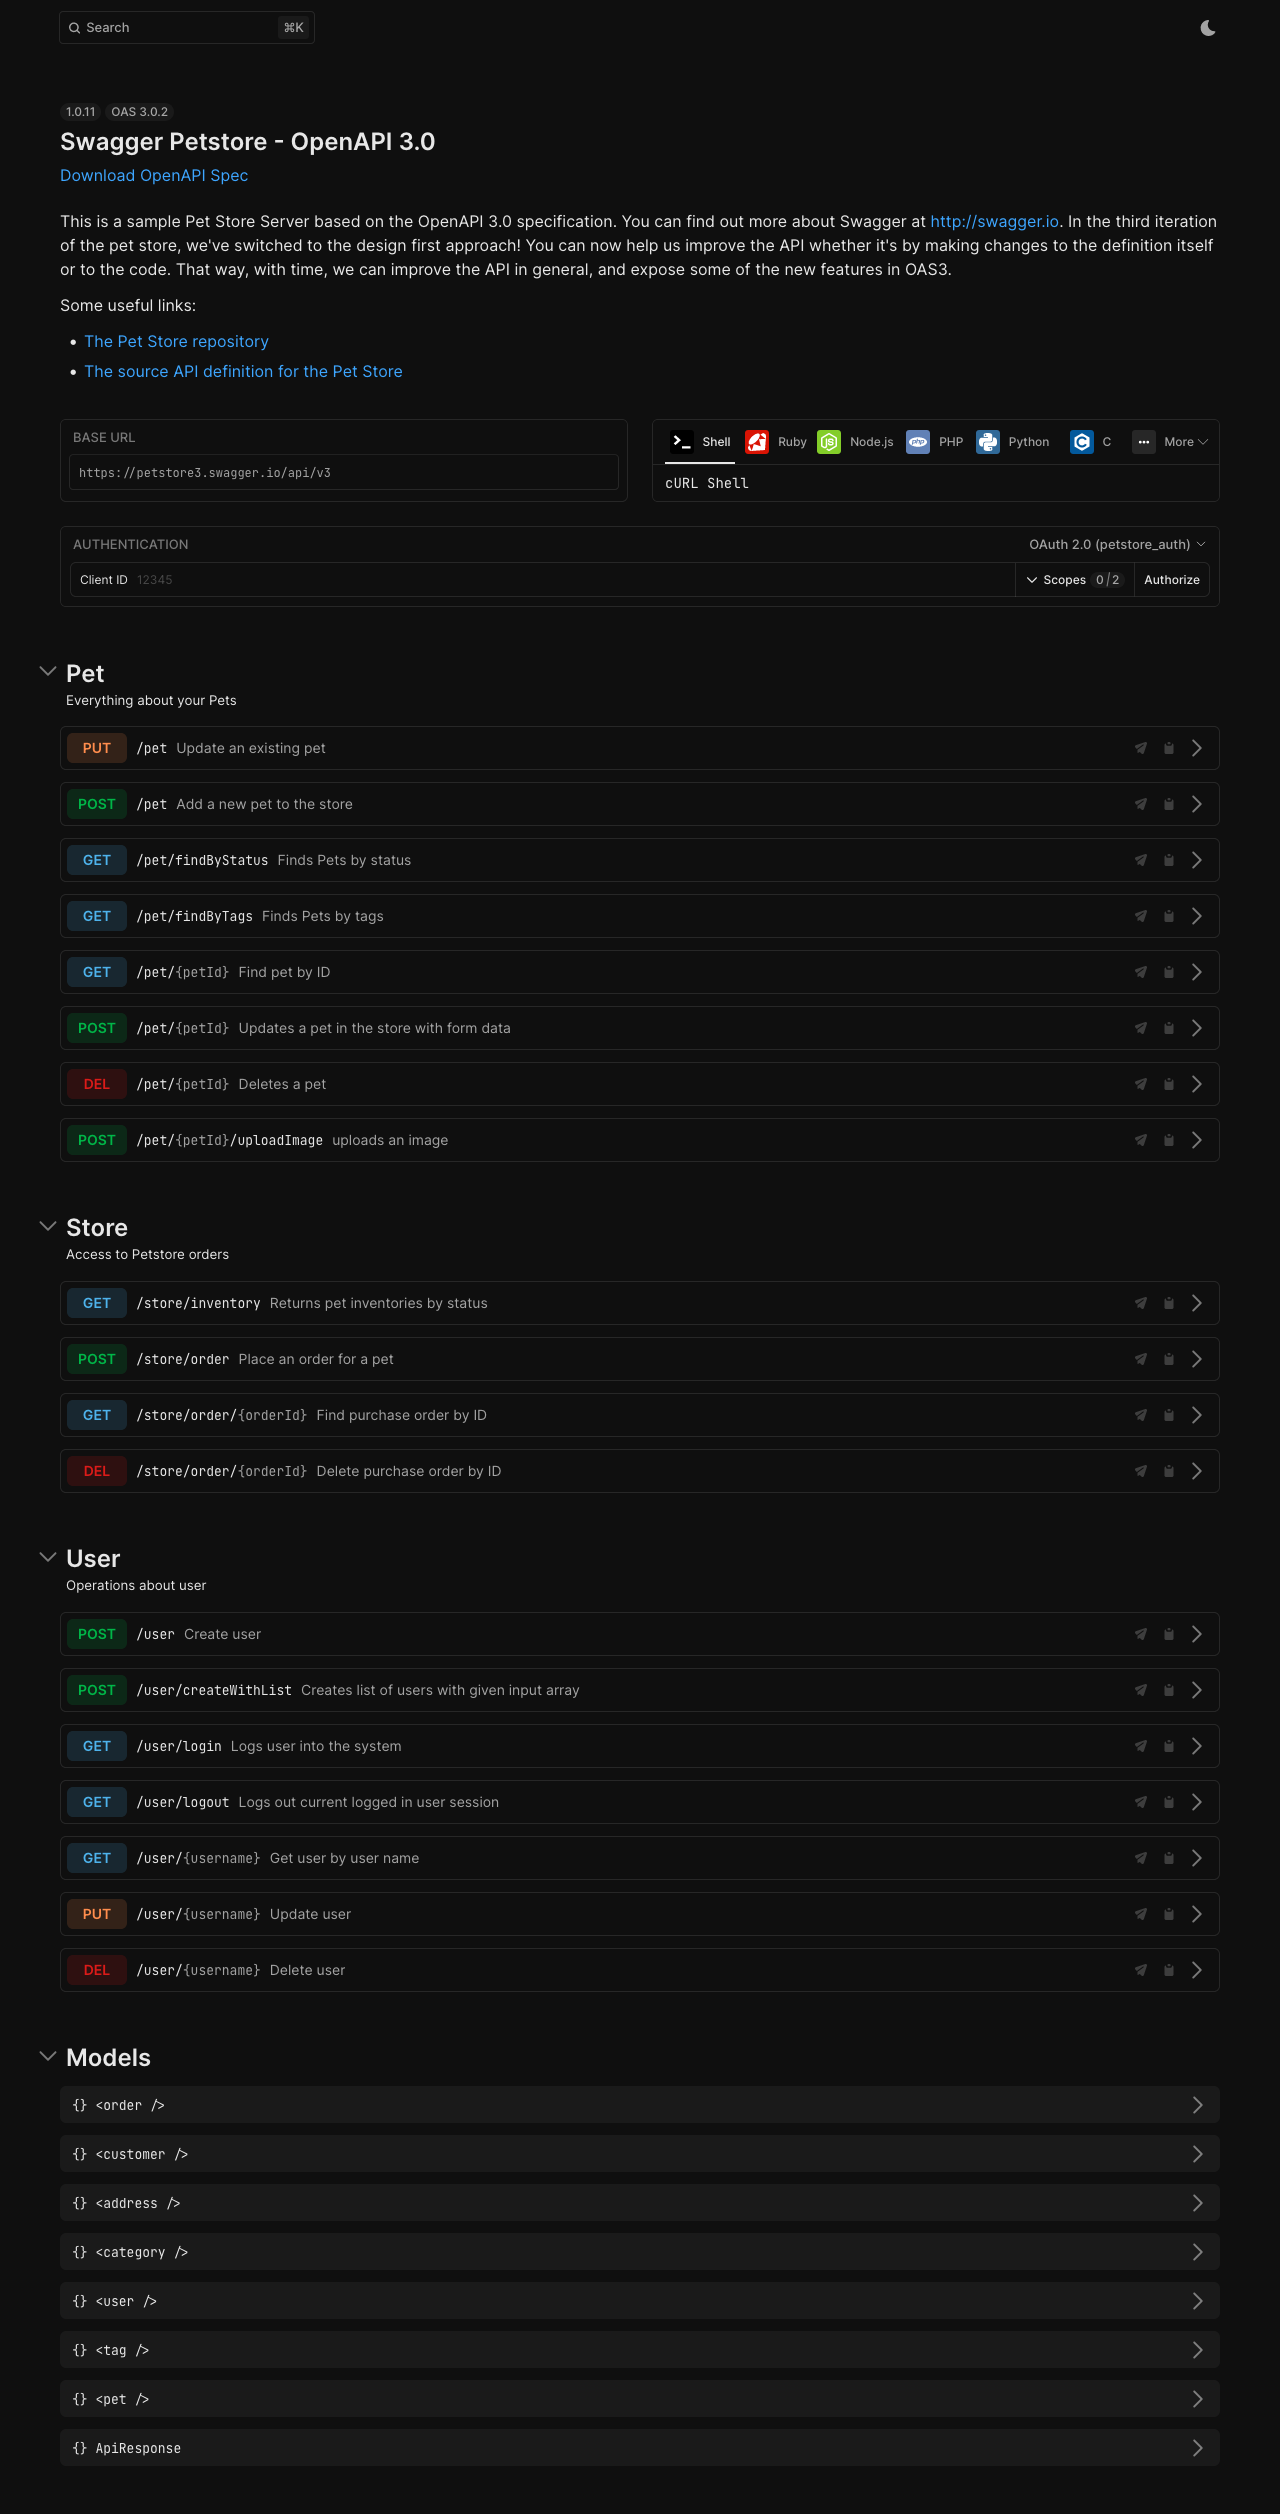 Search ⌘K
1.0.11 OAS 3.0.2
Swagger Petstore - OpenAPI 3.0
Download OpenAPI Spec
This is a sample Pet Store Server based on the OpenAPI 3.0 specification. You can find out more about Swagger at http://swagger.io. In the third iteration
of the pet store, we've switched to the design first approach! You can now help us improve the API whether it's by making changes to the definition itself
or to the code. That way, with time, we can improve the API in general, and expose some of the new features in OAS3.
Some useful links:
• The Pet Store repository
• The source API definition for the Pet Store
BASE URL
https://petstore3.swagger.io/api/v3
Shell Ruby Node.js php PHP Python C C More
cURL Shell
AUTHENTICATION OAuth 2.0 (petstore_auth)
Client ID 12345 Scopes 0/2 Authorize
Pet
Everything about your Pets
PUT /pet Update an existing pet
POST /pet Add a new pet to the store
GET /pet/findByStatus Finds Pets by status
GET /pet/findByTags Finds Pets by tags
GET /pet/{petId} Find pet by ID
POST /pet/{petId} Updates a pet in the store with form data
DEL /pet/{petId} Deletes a pet
POST /pet/{petId}/uploadImage uploads an image
Store
Access to Petstore orders
GET /store/inventory Returns pet inventories by status
POST /store/order Place an order for a pet
GET /store/order/{orderId} Find purchase order by ID
DEL /store/order/{orderId} Delete purchase order by ID
User
Operations about user
POST /user Create user
POST /user/createWithList Creates list of users with given input array
GET /user/login Logs user into the system
GET /user/logout Logs out current logged in user session
GET /user/{username} Get user by user name
PUT /user/{username} Update user
DEL /user/{username} Delete user
Models
{} <order />
{} <customer />
{} <address />
{} <category />
{} <user />
{} <tag />
{} <pet />
{} ApiResponse